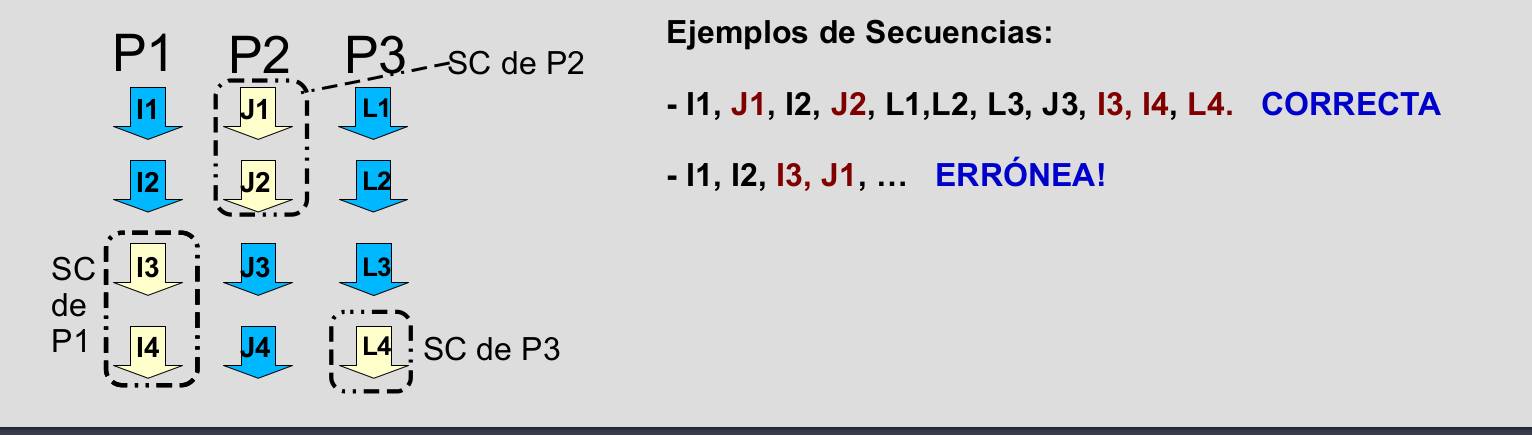 P1 P2 P3
SC de P2
I1 J1 L1
I2 J2 L2
I3 J3 L3
I4 J4 L4
SC
de
P1
SC de P3
Ejemplos de Secuencias:
- I1, J1, I2, J2, L1,L2, L3, J3, I3, I4, L4. CORRECTA
- I1, I2, I3, J1, … ERRÓNEA!